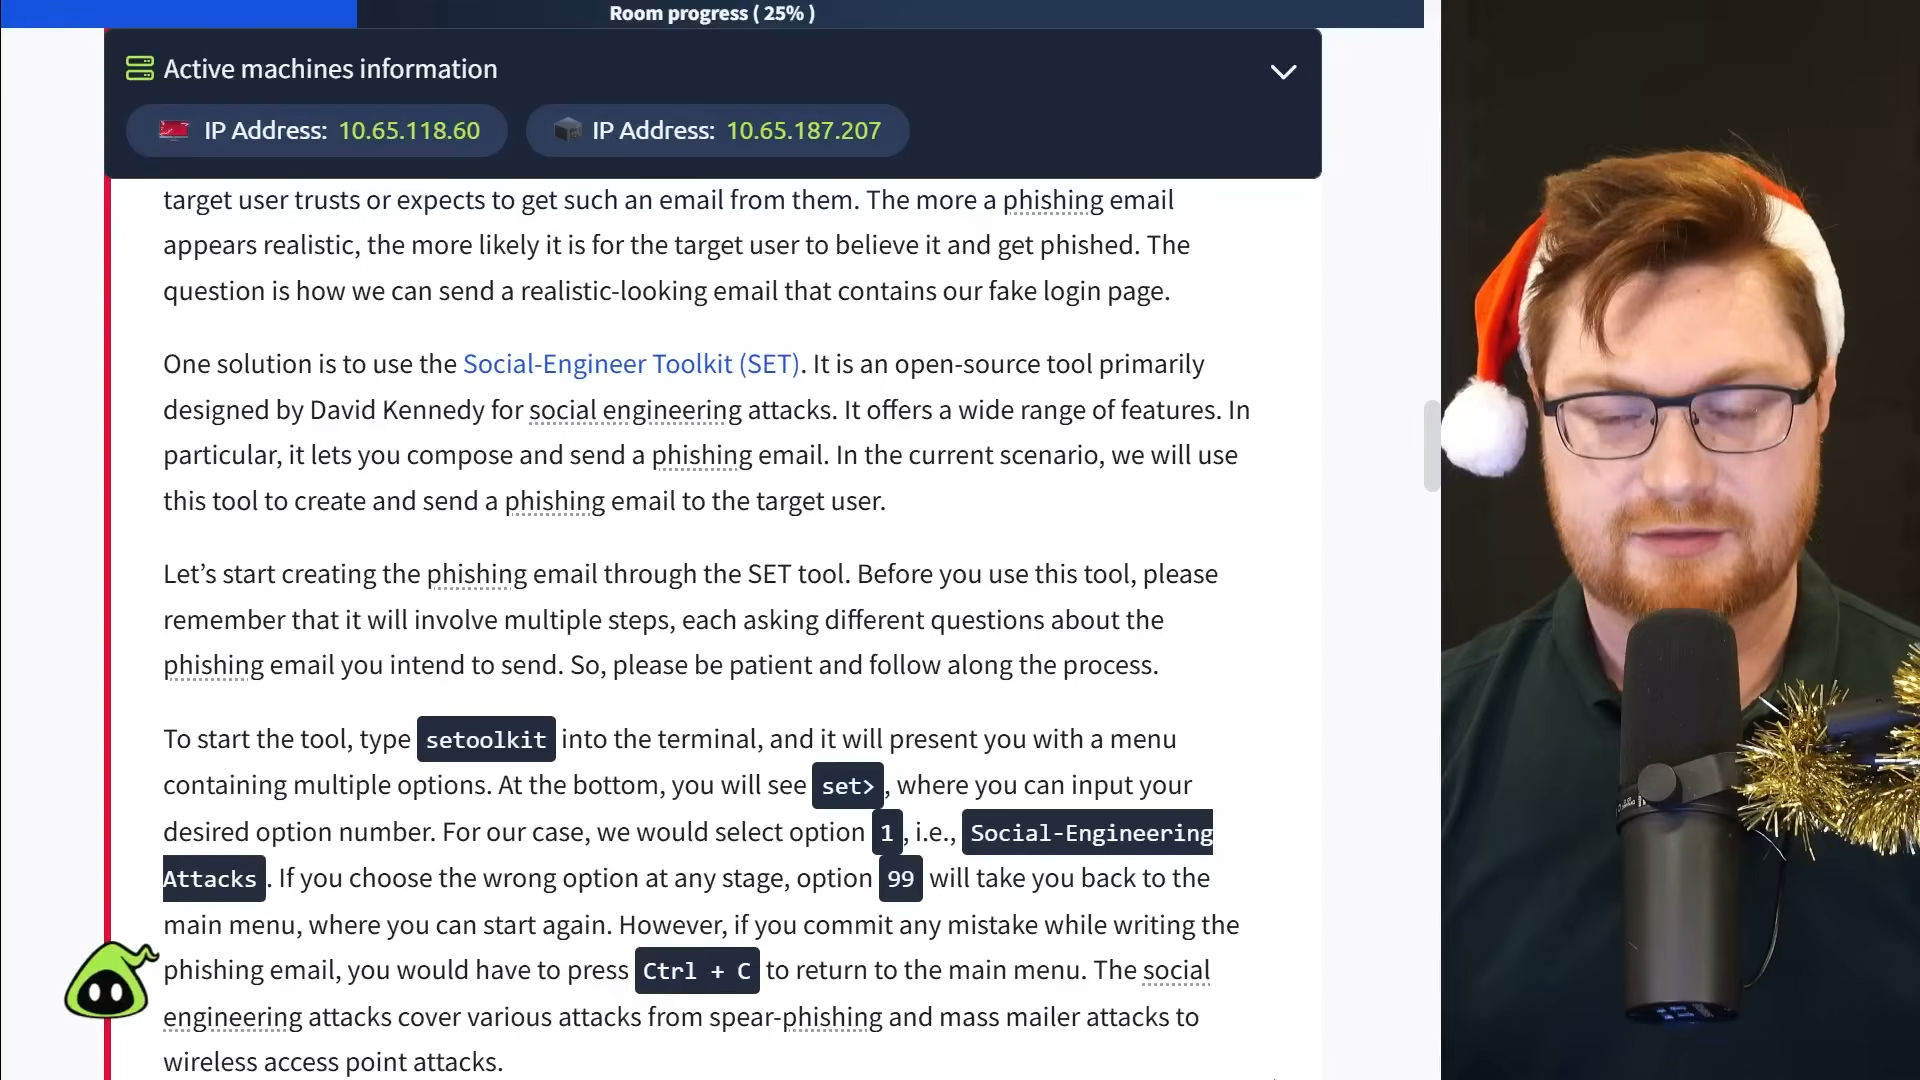 Room progress ( 25% )
Active machines information
IP Address: 10.65.118.60
IP Address: 10.65.187.207
target user trusts or expects to get such an email from them. The more a phishing email
appears realistic, the more likely it is for the target user to believe it and get phished. The
question is how we can send a realistic-looking email that contains our fake login page.
One solution is to use the Social-Engineer Toolkit (SET). It is an open-source tool primarily
designed by David Kennedy for social engineering attacks. It offers a wide range of features. In
particular, it lets you compose and send a phishing email. In the current scenario, we will use
this tool to create and send a phishing email to the target user.
Let’s start creating the phishing email through the SET tool. Before you use this tool, please
remember that it will involve multiple steps, each asking different questions about the
phishing email you intend to send. So, please be patient and follow along the process.
To start the tool, type setoolkit into the terminal, and it will present you with a menu
containing multiple options. At the bottom, you will see set>, where you can input your
desired option number. For our case, we would select option 1, i.e., Social-Engineering
Attacks. If you choose the wrong option at any stage, option 99 will take you back to the
main menu, where you can start again. However, if you commit any mistake while writing the
phishing email, you would have to press Ctrl + C to return to the main menu. The social
engineering attacks cover various attacks from spear-phishing and mass mailer attacks to
wireless access point attacks.